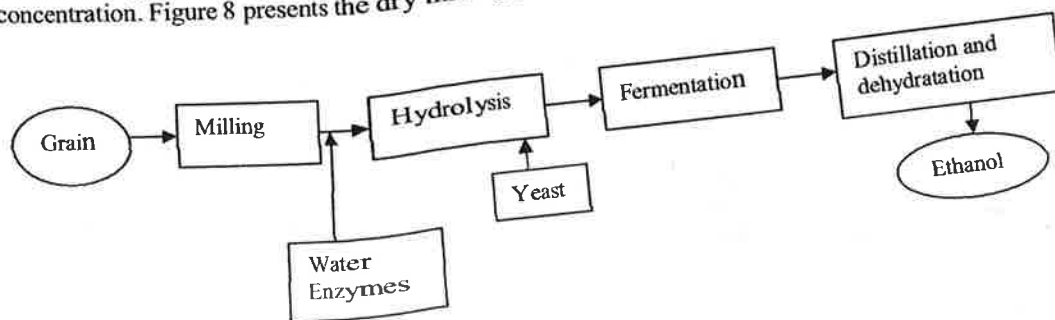 concentration. Figure 8 presents the dry
Grain
Milling
Hydrolysis
Fermentation
Distillation and
dehydratation
Water
Enzymes
Yeast
Ethanol